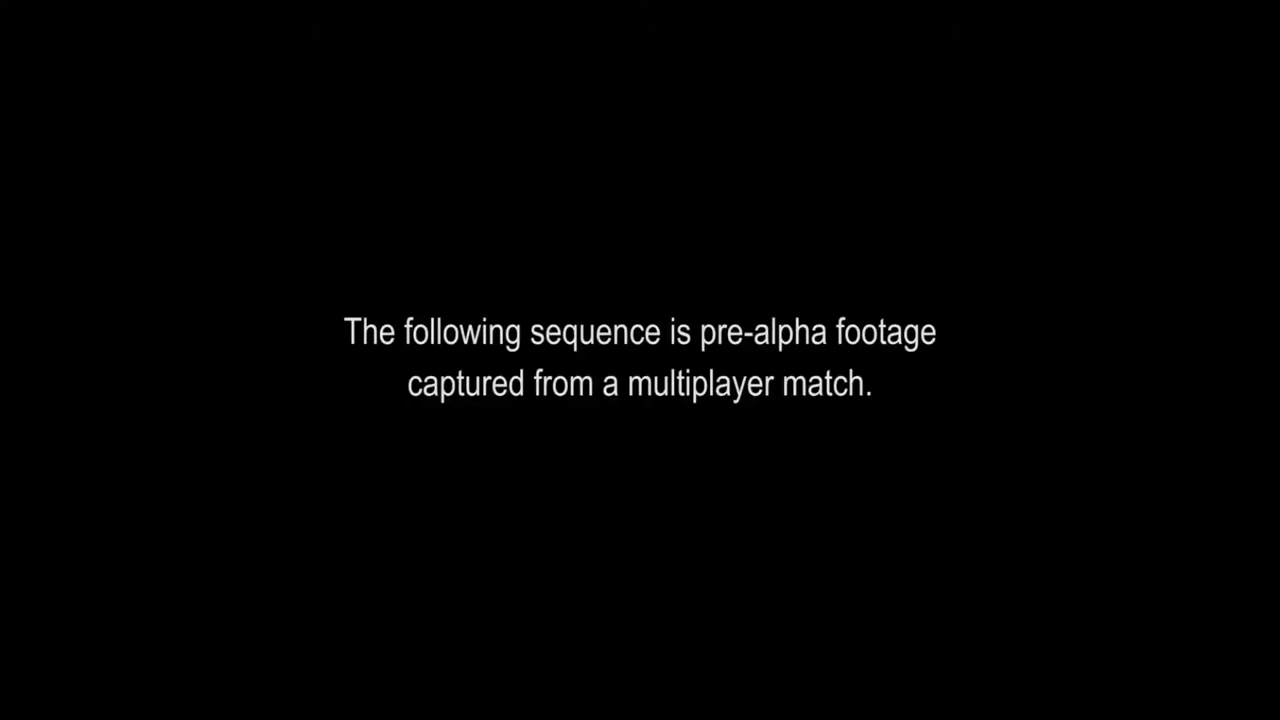 The following sequence is pre-alpha footage
captured from a multiplayer match.